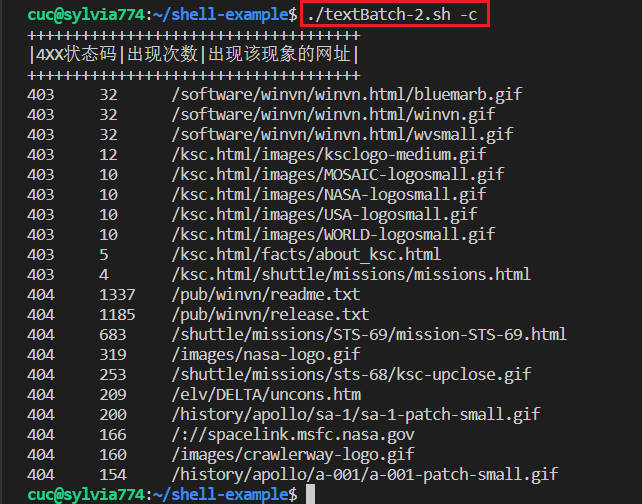 cuc@sylvia774:~/shell-example$ ./textBatch-2.sh -c
++++++++++++++++++++++++++++++++++++
|4XX状态码|出现次数|出现该现象的网址|
++++++++++++++++++++++++++++++++++++
403 32 /software/winvn/winvn.html/bluemarb.gif
403 32 /software/winvn/winvn.html/winvn.gif
403 32 /software/winvn/winvn.html/wvsmall.gif
403 12 /ksc.html/images/ksclogo-medium.gif
403 10 /ksc.html/images/MOSAIC-logosmall.gif
403 10 /ksc.html/images/NASA-logosmall.gif
403 10 /ksc.html/images/USA-logosmall.gif
403 10 /ksc.html/images/WORLD-logosmall.gif
403 5 /ksc.html/facts/about_ksc.html
403 4 /ksc.html/shuttle/missions/missions.html
404 1337 /pub/winvn/readme.txt
404 1185 /pub/winvn/release.txt
404 683 /shuttle/missions/STS-69/mission-STS-69.html
404 319 /images/nasa-logo.gif
404 253 /shuttle/missions/sts-68/ksc-upclose.gif
404 209 /elv/DELTA/uncons.htm
404 200 /history/apollo/sa-1/sa-1-patch-small.gif
404 166 /://spacelink.msfc.nasa.gov
404 160 /images/crawlerway-logo.gif
404 154 /history/apollo/a-001/a-001-patch-small.gif
cuc@sylvia774:~/shell-example$